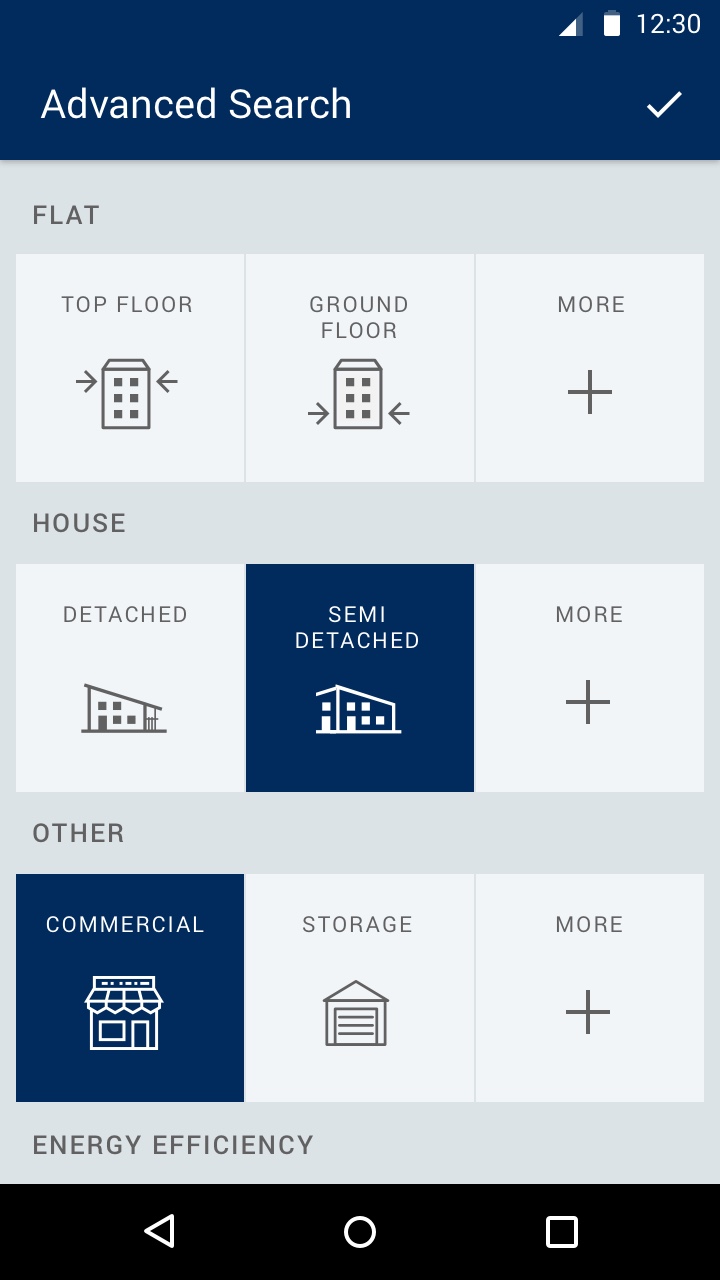 12:30
Advanced Search
FLAT
TOP FLOOR
GROUND
FLOOR
MORE
HOUSE
DETACHED
SEMI
DETACHED
MORE
OTHER
COMMERCIAL
STORAGE
MORE
ENERGY EFFICIENCY